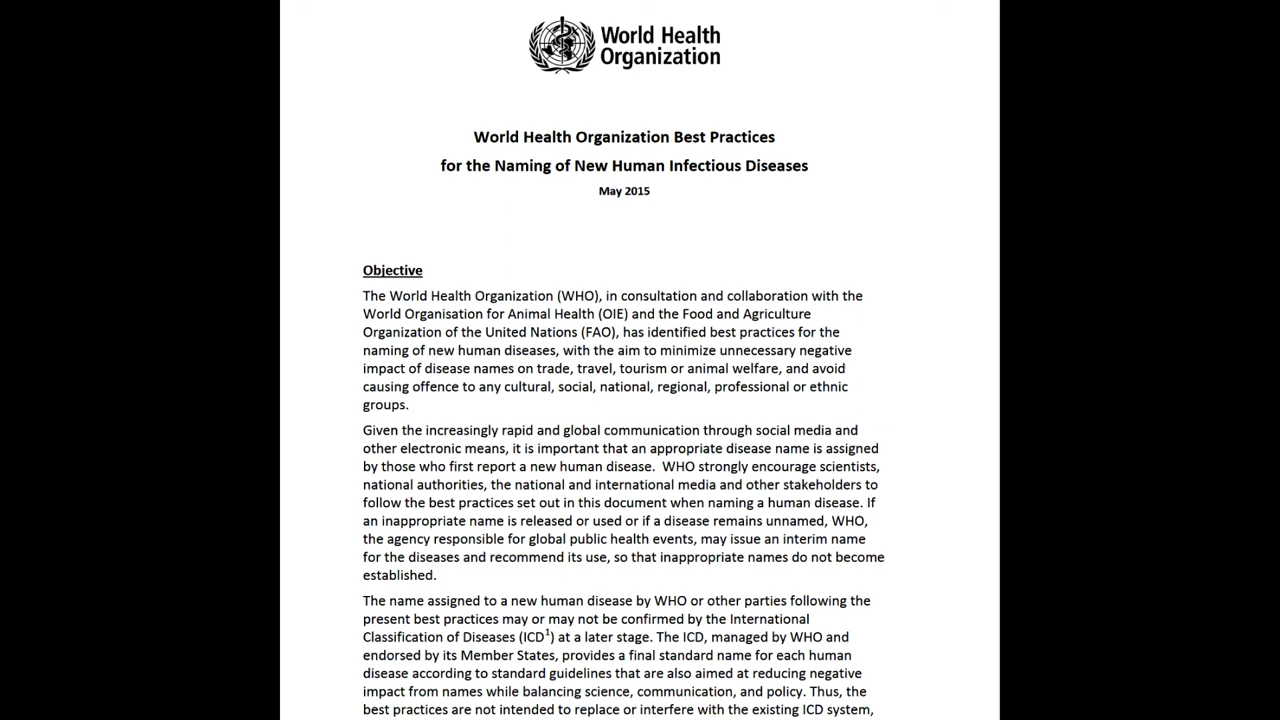 World Health
Organization
World Health Organization Best Practices
for the Naming of New Human Infectious Diseases
May 2015
Objective
The World Health Organization (WHO), in consultation and collaboration with the
World Organisation for Animal Health (OIE) and the Food and Agriculture
Organization of the United Nations (FAO), has identified best practices for the
naming of new human diseases, with the aim to minimize unnecessary negative
impact of disease names on trade, travel, tourism or animal welfare, and avoid
causing offence to any cultural, social, national, regional, professional or ethnic
groups.
Given the increasingly rapid and global communication through social media and
other electronic means, it is important that an appropriate disease name is assigned
by those who first report a new human disease.  WHO strongly encourage scientists,
national authorities, the national and international media and other stakeholders to
follow the best practices set out in this document when naming a human disease. If
an inappropriate name is released or used or if a disease remains unnamed, WHO,
the agency responsible for global public health events, may issue an interim name
for the diseases and recommend its use, so that inappropriate names do not become
established.
The name assigned to a new human disease by WHO or other parties following the
present best practices may or may not be confirmed by the International
Classification of Diseases (ICD¹) at a later stage. The ICD, managed by WHO and
endorsed by its Member States, provides a final standard name for each human
disease according to standard guidelines that are also aimed at reducing negative
impact from names while balancing science, communication, and policy. Thus, the
best practices are not intended to replace or interfere with the existing ICD system,